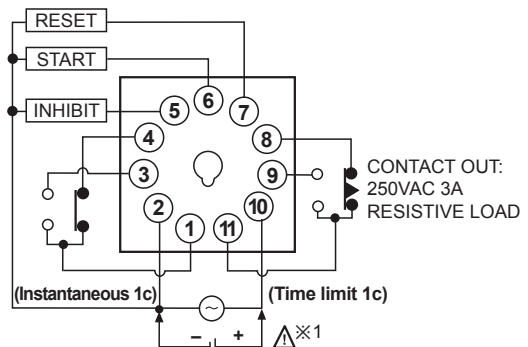 RESET
START
INHIBIT
6
5
7
4
8
3
9
2
10
1
11
CONTACT OUT:
250VAC 3A
RESISTIVE LOAD
(Instantaneous 1c)
(Time limit 1c)
~
− +
※1